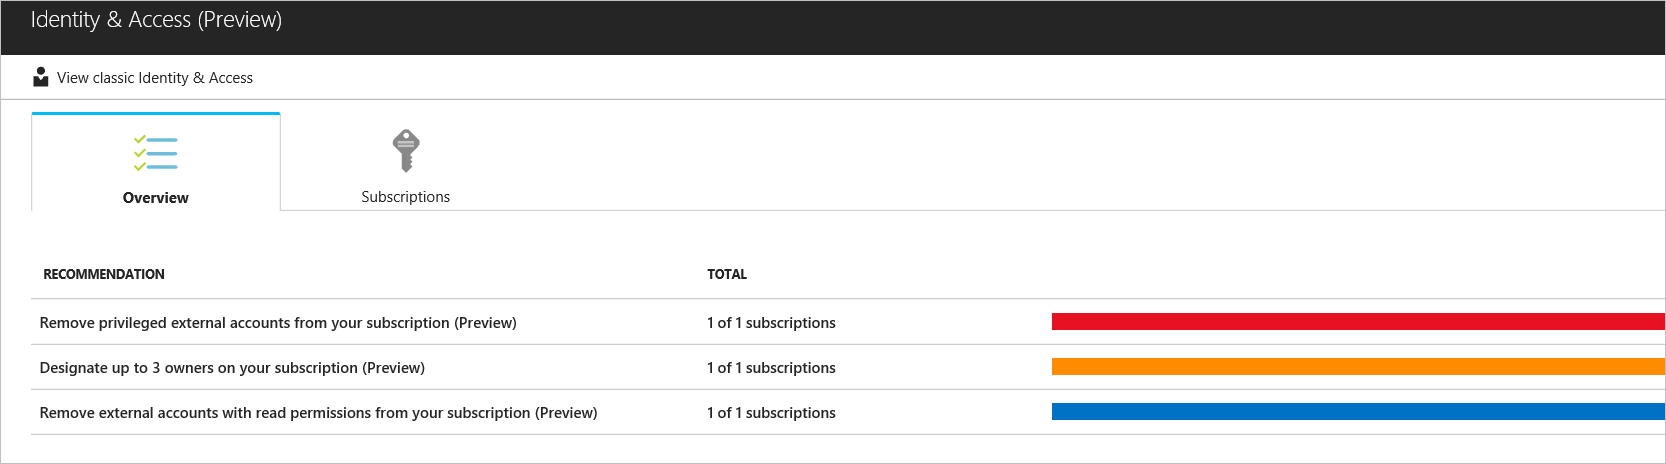 Identity & Access (Preview)
View classic Identity & Access
Overview
Subscriptions
RECOMMENDATION TOTAL
Remove privileged external accounts from your subscription (Preview) 1 of 1 subscriptions
Designate up to 3 owners on your subscription (Preview) 1 of 1 subscriptions
Remove external accounts with read permissions from your subscription (Preview) 1 of 1 subscriptions